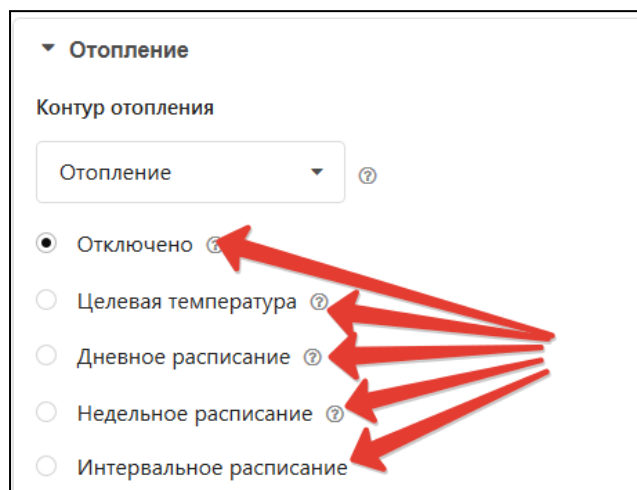 Отопление
Контур отопления
Отопление
Отключено
Целевая температура
Дневное расписание
Недельное расписание
Интервальное расписание